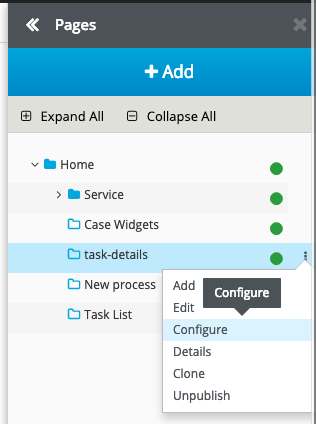 Pages
Add
Expand All Collapse All
Home
Service
Case Widgets
task-details
New process
Task List
Add
Edit
Configure
Configure
Details
Clone
Unpublish